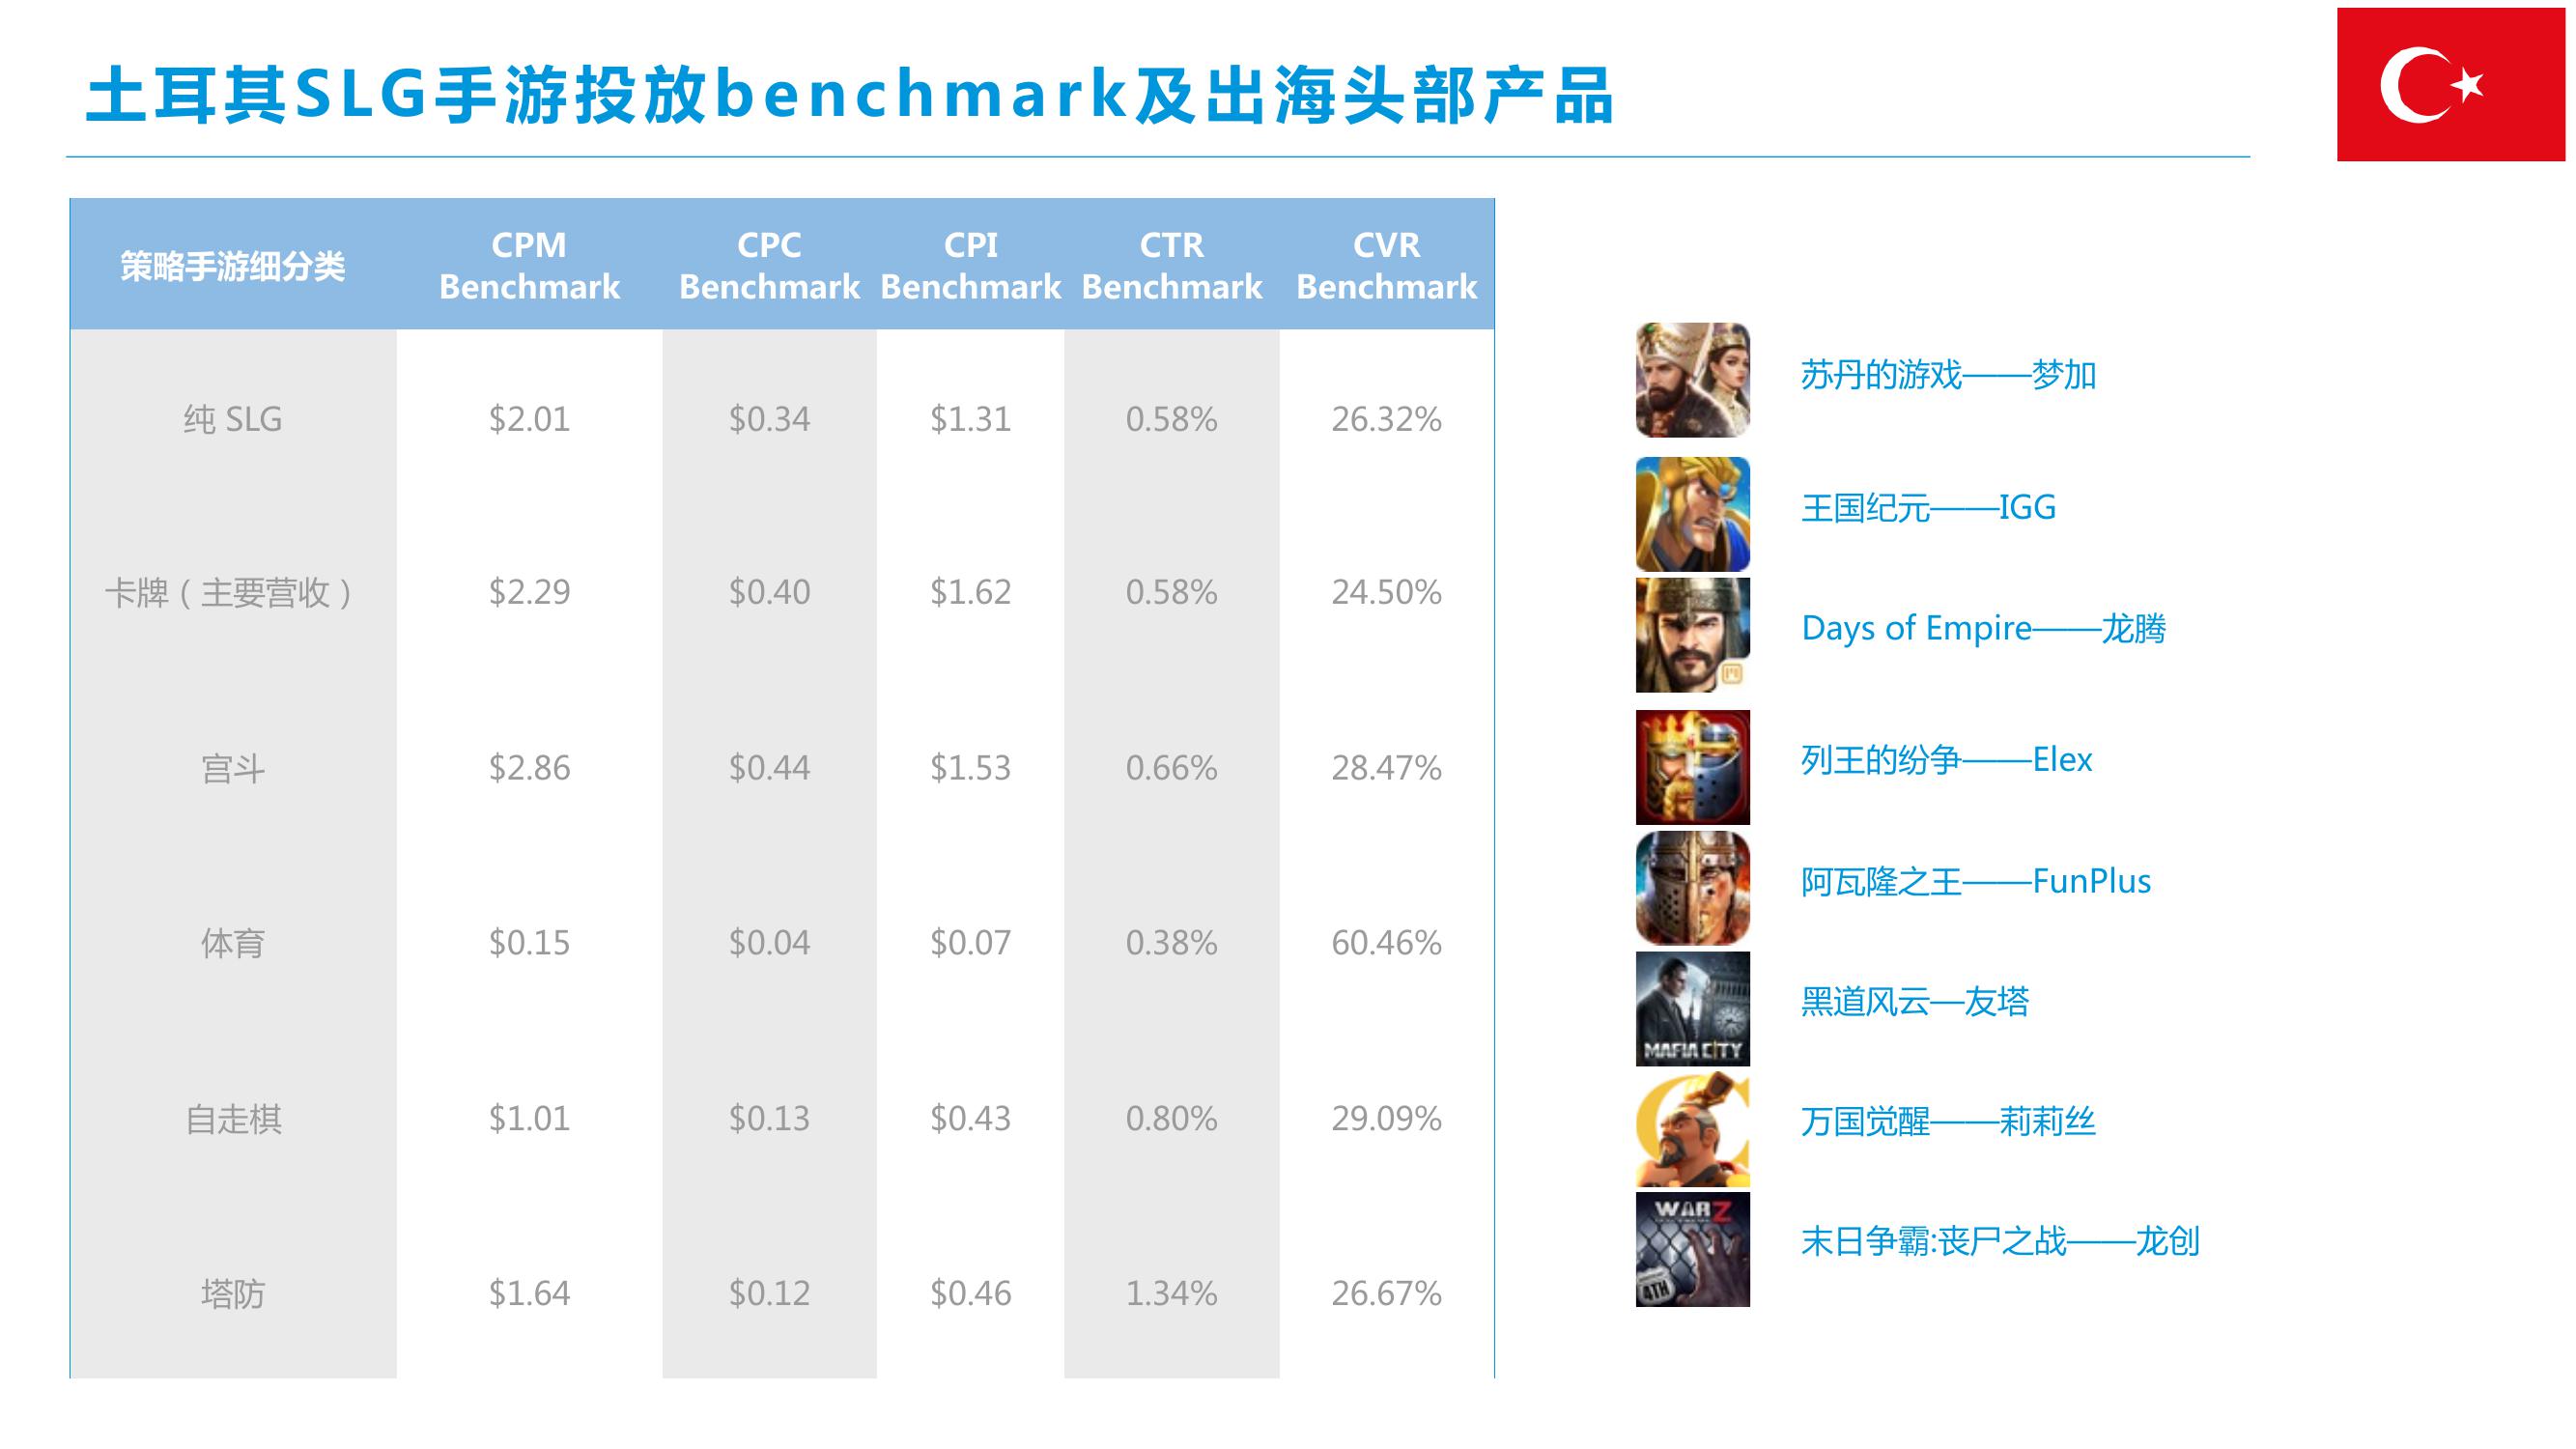 土耳其SLG手游投放benchmark及出海头部产品
策略手游细分类 CPM Benchmark CPC Benchmark CPI Benchmark CTR Benchmark CVR Benchmark
纯 SLG $2.01 $0.34 $1.31 0.58% 26.32%
卡牌（主要营收） $2.29 $0.40 $1.62 0.58% 24.50%
宫斗 $2.86 $0.44 $1.53 0.66% 28.47%
体育 $0.15 $0.04 $0.07 0.38% 60.46%
自走棋 $1.01 $0.13 $0.43 0.80% 29.09%
塔防 $1.64 $0.12 $0.46 1.34% 26.67%
苏丹的游戏——梦加
王国纪元——IGG
Days of Empire——龙腾
列王的纷争——Elex
阿瓦隆之王——FunPlus
MAFIA CITY
黑道风云—友塔
万国觉醒——莉莉丝
WAR Z
4TH
末日争霸:丧尸之战——龙创